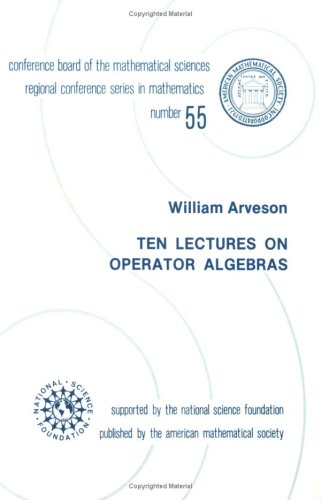 Copyrighted Material
conference board of the mathematical sciences
regional conference series in mathematics
number 55
AMERICAN MATHEMATICAL SOCIETY
William Arveson
TEN LECTURES ON
OPERATOR ALGEBRAS
NATIONAL SCIENCE FOUNDATION
supported by the national science foundation
published by the american mathematical society
Copyrighted Material